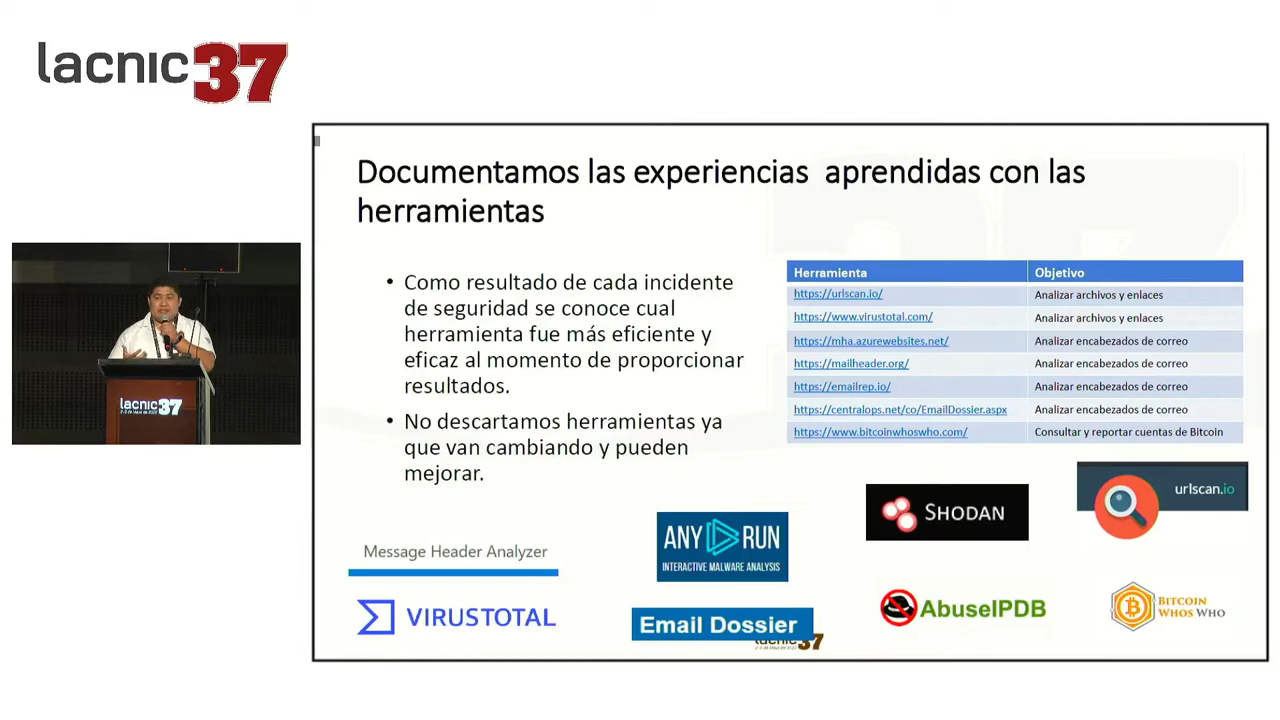 lacnic37
Documentamos las experiencias aprendidas con las
herramientas
• Como resultado de cada incidente
de seguridad se conoce cual
herramienta fue más eficiente y
eficaz al momento de proporcionar
resultados.
• No descartamos herramientas ya
que van cambiando y pueden
mejorar.
Herramienta Objetivo
https://urlscan.io/ Analizar archivos y enlaces
https://www.virustotal.com/ Analizar archivos y enlaces
https://mha.azurewebsites.net/ Analizar encabezados de correo
https://mailheader.org/ Analizar encabezados de correo
https://emailrep.io/ Analizar encabezados de correo
https://centralops.net/co/EmailDossier.aspx Analizar encabezados de correo
https://www.bitcoinwhoswho.com/ Consultar y reportar cuentas de Bitcoin
lacnic37
Message Header Analyzer
ANY RUN
INTERACTIVE MALWARE ANALYSIS
SHODAN
urlscan.io
VIRUSTOTAL
Email Dossier
AbuseIPDB
BITCOIN
WHOS WHO
lacnic37